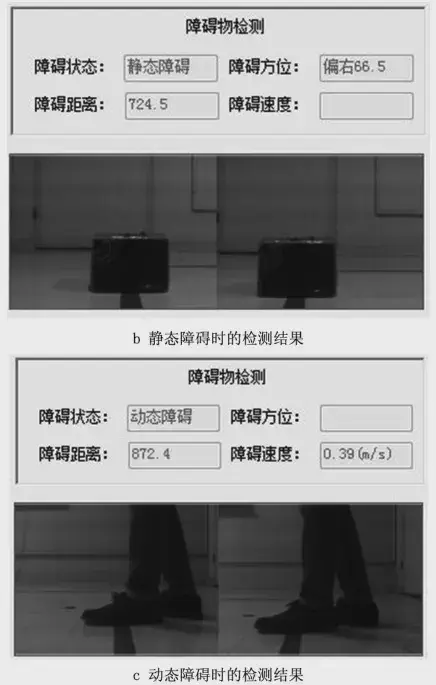 障碍物检测
障碍状态： 静态障碍 障碍方位： 偏右66.5
障碍距离： 724.5 障碍速度：
b 静态障碍时的检测结果
障碍物检测
障碍状态： 动态障碍 障碍方位：
障碍距离： 872.4 障碍速度： 0.39(m/s)
c 动态障碍时的检测结果